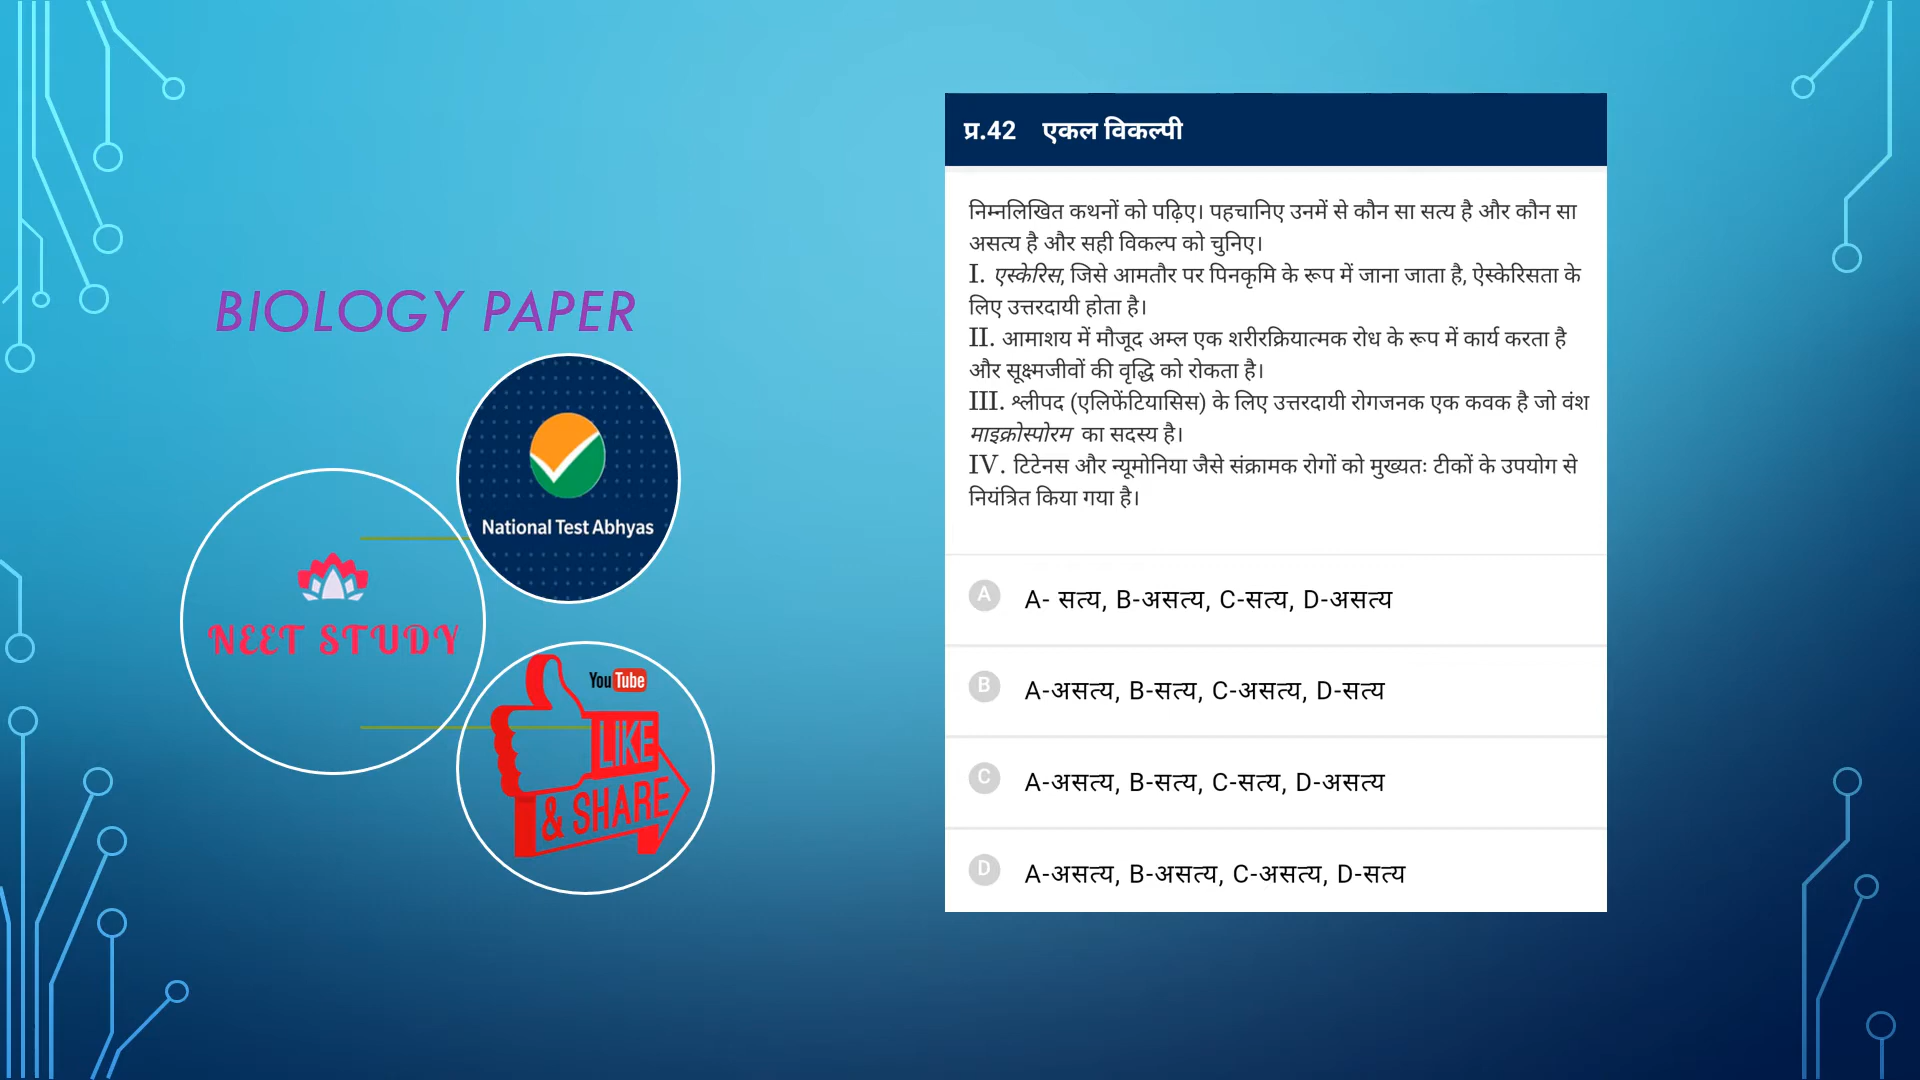 BIOLOGY PAPER
National Test Abhyas
NEET STUDY
YouTube
LIKE
& SHARE
प्र.42 एकल विकल्पी
निम्नलिखित कथनों को पढ़िए। पहचानिए उनमें से कौन सा सत्य है और कौन सा
असत्य है और सही विकल्प को चुनिए।
I. एस्केरिस, जिसे आमतौर पर पिनकृमि के रूप में जाना जाता है, ऐस्केरिसता के
लिए उत्तरदायी होता है।
II. आमाशय में मौजूद अम्ल एक शरीरक्रियात्मक रोध के रूप में कार्य करता है
और सूक्ष्मजीवों की वृद्धि को रोकता है।
III. श्लीपद (एलिफेंटियासिस) के लिए उत्तरदायी रोगजनक एक कवक है जो वंश
माइक्रोस्पोरम का सदस्य है।
IV. टिटेनस और न्यूमोनिया जैसे संक्रामक रोगों को मुख्यतः टीकों के उपयोग से
नियंत्रित किया गया है।
A A- सत्य, B-असत्य, C-सत्य, D-असत्य
B A-असत्य, B-सत्य, C-असत्य, D-सत्य
C A-असत्य, B-सत्य, C-सत्य, D-असत्य
D A-असत्य, B-असत्य, C-असत्य, D-सत्य